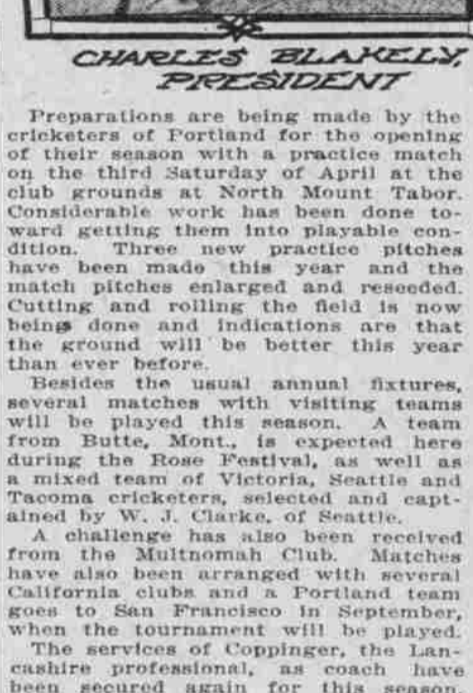 CHARLES BLAKELY,
PRESIDENT
Preparations are being made by the
cricketers of Portland for the opening
of their season with a practice match
on the third Saturday of April at the
club grounds at North Mount Tabor.
Considerable work has been done to-
ward getting them into playable con-
dition. Three new practice pitches
have been made this year and the
match pitches enlarged and reseeded.
Cutting and rolling the field is now
being done and indications are that
the ground will be better this year
than ever before.
Besides the usual annual fixtures,
several matches with visiting teams
will be played this season. A team
from Butte, Mont., is expected here
during the Rose Festival, as well as
a mixed team of Victoria, Seattle and
Tacoma cricketers, selected and capt-
ained by W. J. Clarke, of Seattle.
A challenge has also been received
from the Multnomah Club. Matches
have also been arranged with several
California clubs and a Portland team
goes to San Francisco in September,
when the tournament will be played.
The services of Coppinger, the Lan-
cashire professional, as coach have
been secured again for this season